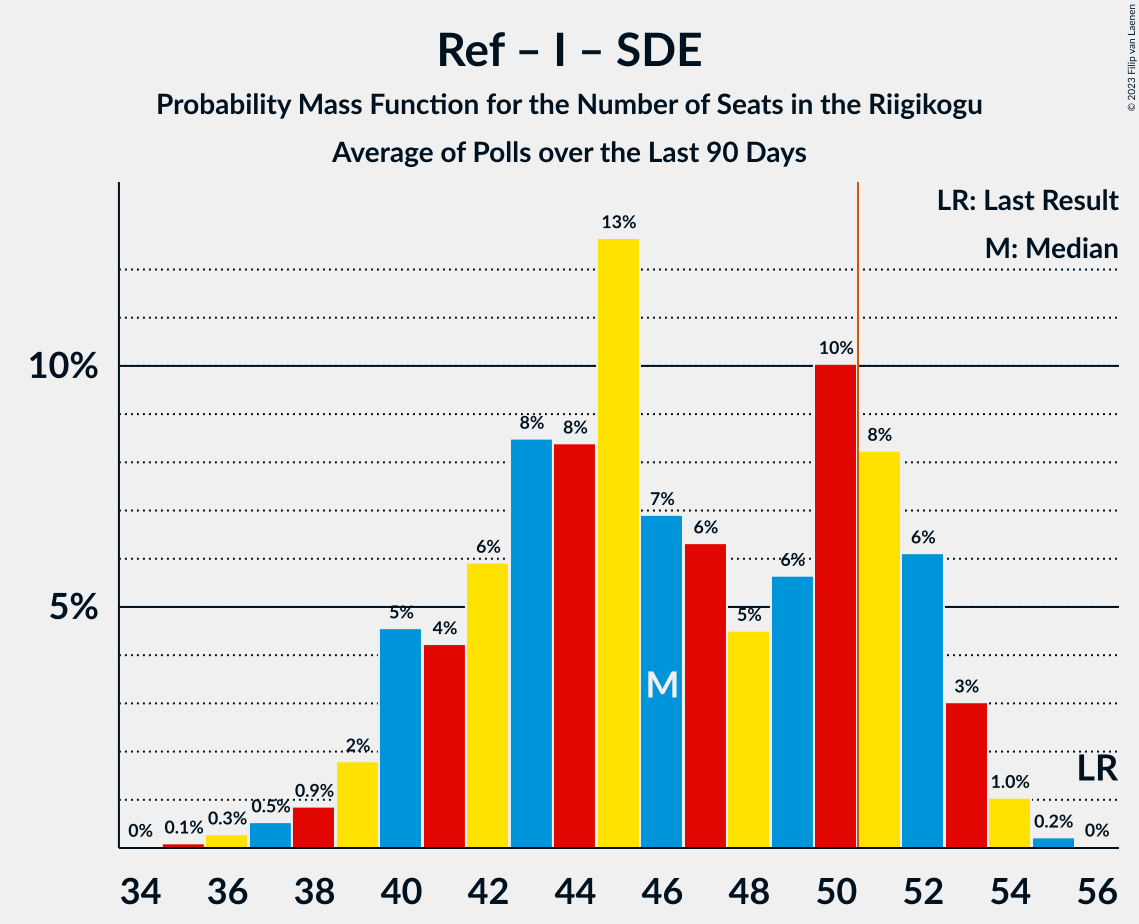 Ref – I – SDE
Probability Mass Function for the Number of Seats in the Riigikogu
Average of Polls over the Last 90 Days
© 2023 Filip van Laenen
LR: Last Result
M: Median
13%
10%
10%
8%
8%
8%
7%
6%
6%
6%
6%
5%
5%
5%
4%
M
3%
2%
LR
1.0%
0.9%
0.5%
0.3%
0.2%
0.1%
0%
0%
34 36 38 40 42 44 46 48 50 52 54 56